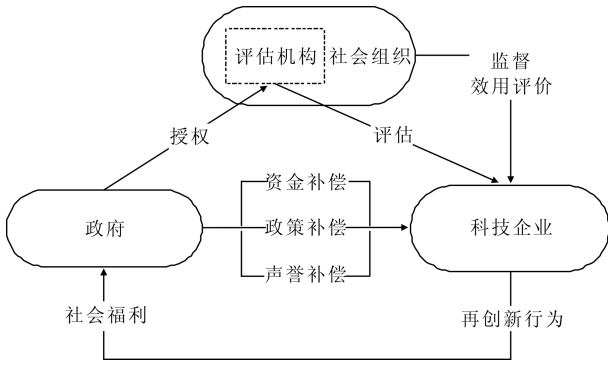 评估机构 社会组织
监督
效用评价
授权
评估
资金补偿
政府
政策补偿
科技企业
声誉补偿
社会福利
再创新行为